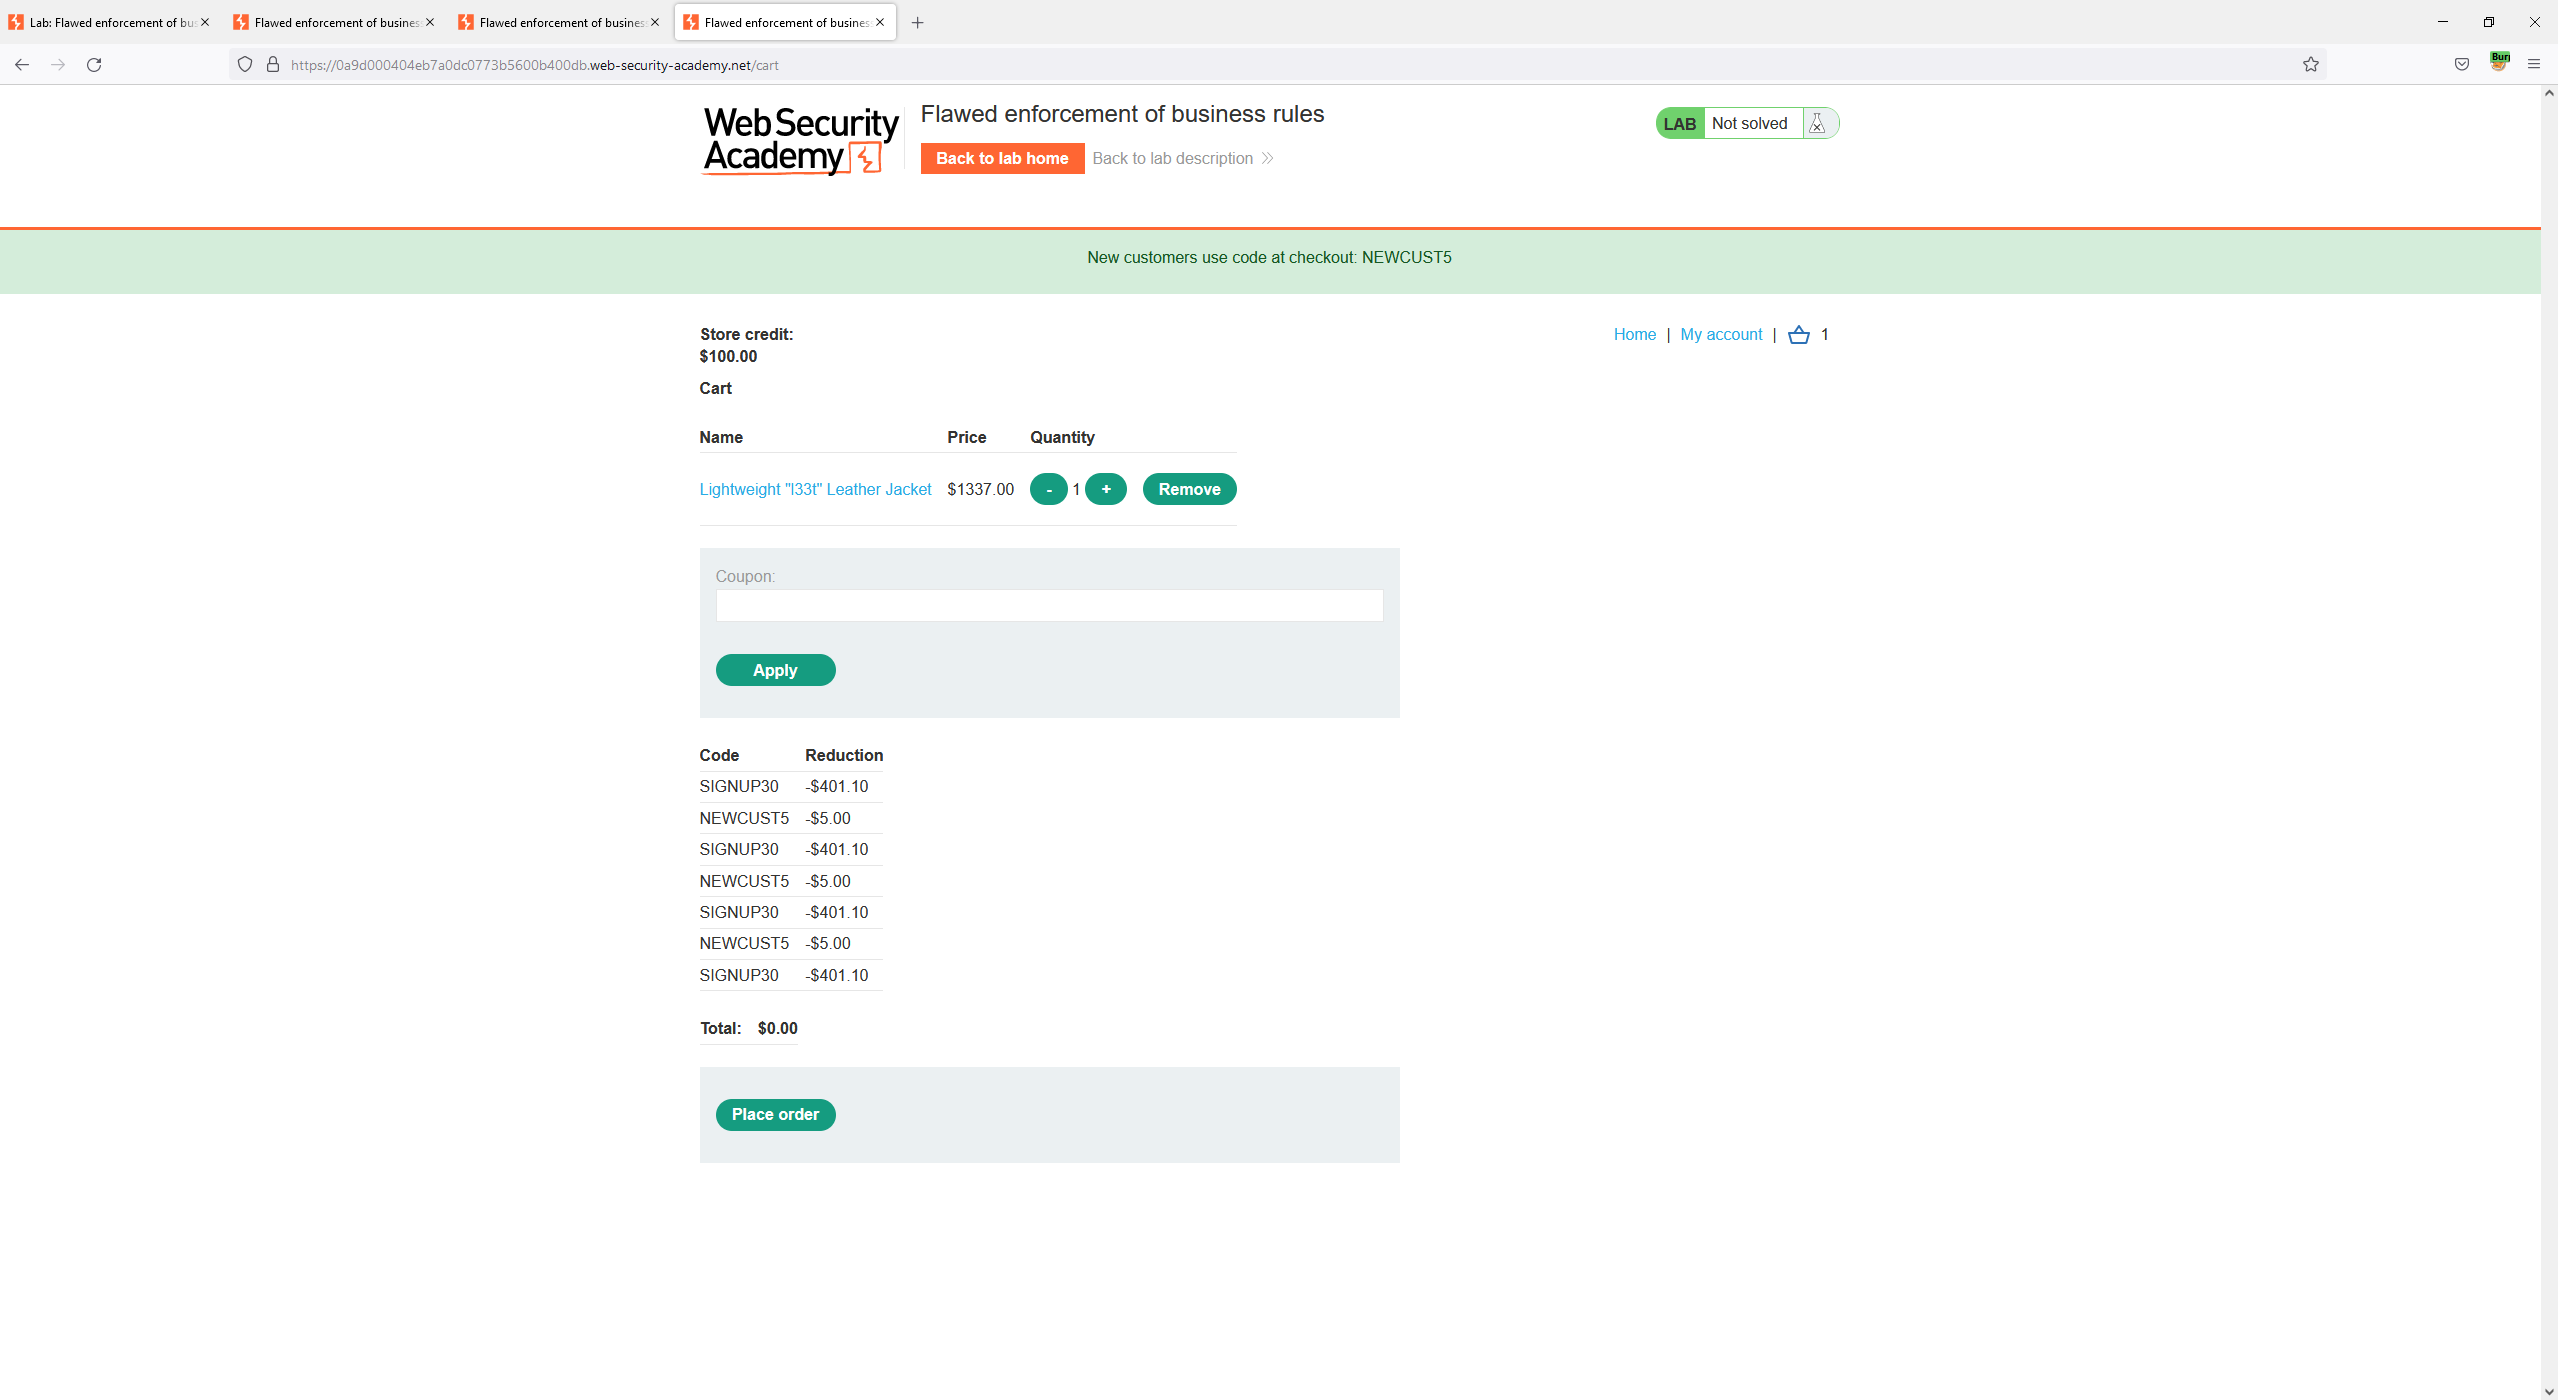 Lab: Flawed enforcement of bus
Flawed enforcement of busines
Flawed enforcement of busines
Flawed enforcement of busines
https://0a9d000404eb7a0dc0773b5600b400db.web-security-academy.net/cart
Bur
Web Security
Academy
Flawed enforcement of business rules
Back to lab home
Back to lab description
LAB
Not solved
New customers use code at checkout: NEWCUST5
Store credit:
$100.00
Home | My account | 1
Cart
Name Price Quantity
Lightweight "l33t" Leather Jacket $1337.00 - 1 + Remove
Coupon:
Apply
Code Reduction
SIGNUP30 -$401.10
NEWCUST5 -$5.00
SIGNUP30 -$401.10
NEWCUST5 -$5.00
SIGNUP30 -$401.10
NEWCUST5 -$5.00
SIGNUP30 -$401.10
Total: $0.00
Place order